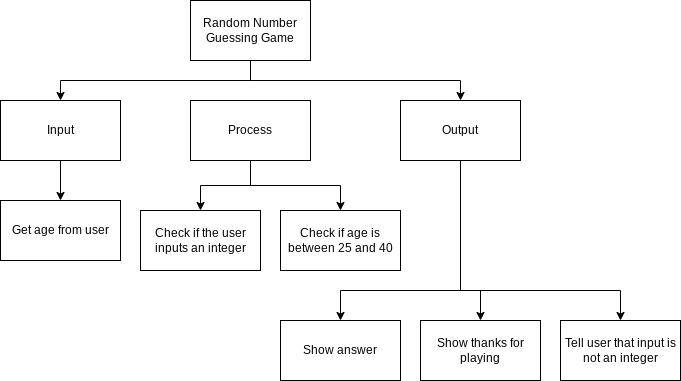 Random Number
Guessing Game
Input
Process
Output
Get age from user
Check if the user
inputs an integer
Check if age is
between 25 and 40
Show answer
Show thanks for
playing
Tell user that input is
not an integer